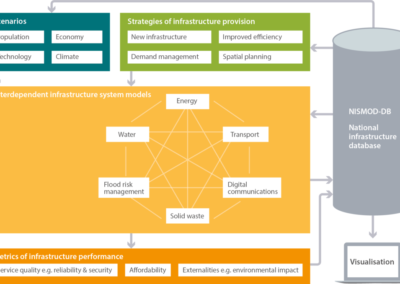 cenarios
opulation
Economy
echnology
Climate
Strategies of infrastructure provision
New infrastructure
Improved efficiency
Demand management
Spatial planning
terdependent infrastructure system models
Energy
Water
Transport
Flood risk
management
Digital
communications
Solid waste
NISMOD-DB
National
infrastructure
database
etrics of infrastructure performance
ervice quality e.g. reliability & security
Affordability
Externalities e.g. environmental impact
Visualisation